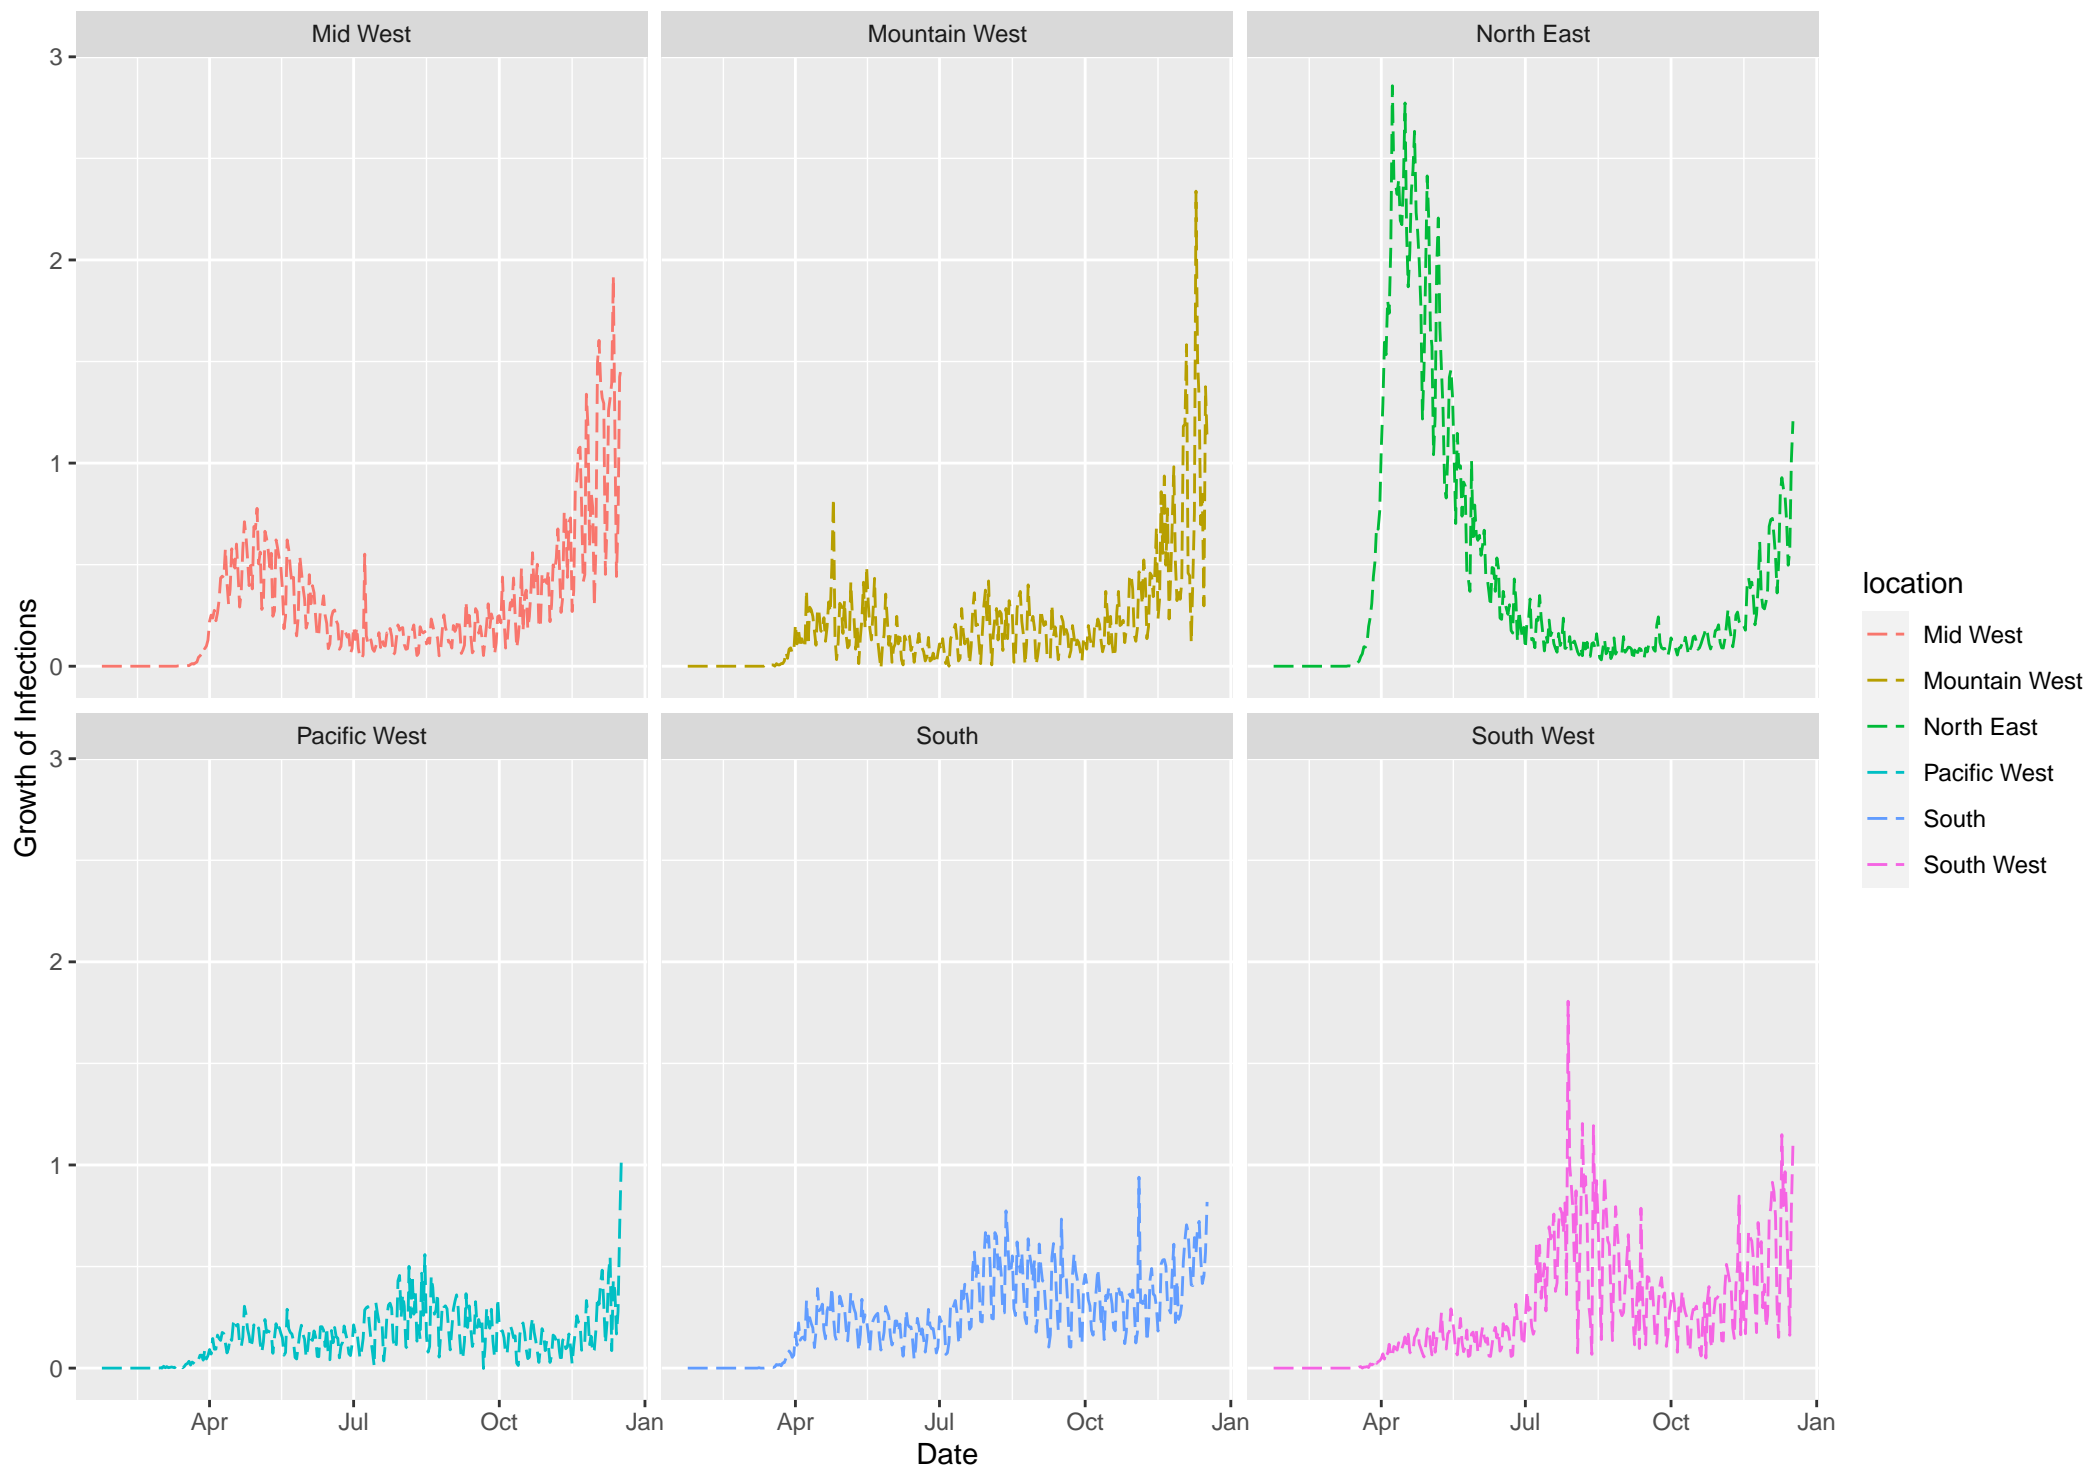 Mid West
Mountain West
North East
3
2
1
0
Growth of Infections
Pacific West
South
South West
3
2
1
0
Apr
Jul
Oct
Jan
Apr
Jul
Oct
Jan
Apr
Jul
Oct
Jan
Date
location
Mid West
Mountain West
North East
Pacific West
South
South West